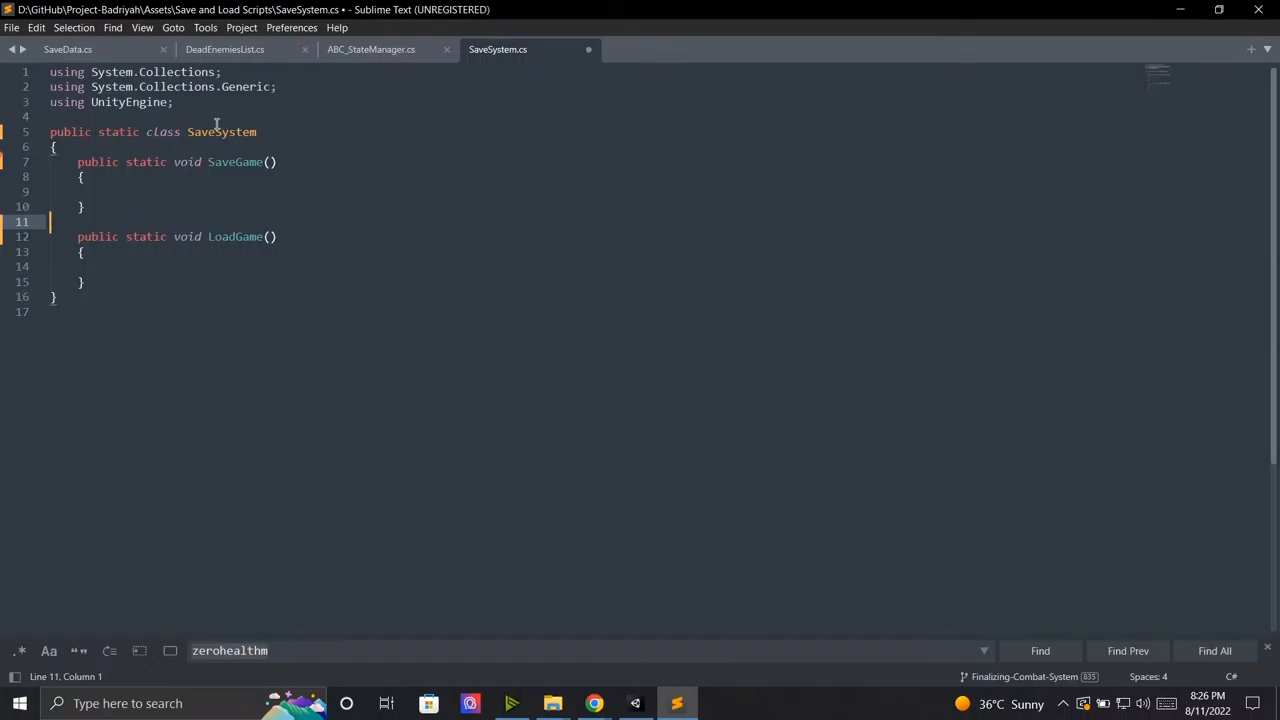 D:\GitHub\Project-Badriyah\Assets\Save and Load Scripts\SaveSystem.cs • - Sublime Text (UNREGISTERED)
File Edit Selection Find View Goto Tools Project Preferences Help
SaveData.cs DeadEnemiesList.cs ABC_StateManager.cs SaveSystem.cs
1 using System.Collections;
2 using System.Collections.Generic;
3 using UnityEngine;
4
5 public static class SaveSystem
6 {
7 public static void SaveGame()
8 {
9
10 }
11
12 public static void LoadGame()
13 {
14
15 }
16 }
17
.* Aa “” zerohealthm Find Find Prev Find All
Line 11, Column 1 Finalizing-Combat-System 835 Spaces: 4 C#
Type here to search 36°C Sunny 8:26 PM
8/11/2022